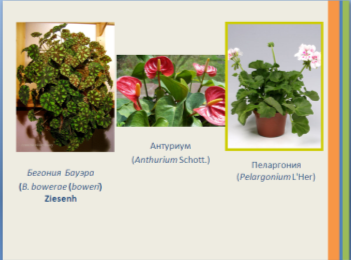 Бегония Бауэра
(B. bowerae (boweri)
Ziesenh
Антуриум
(Anthurium Schott.)
Пеларгония
(Pelargonium L'Her)